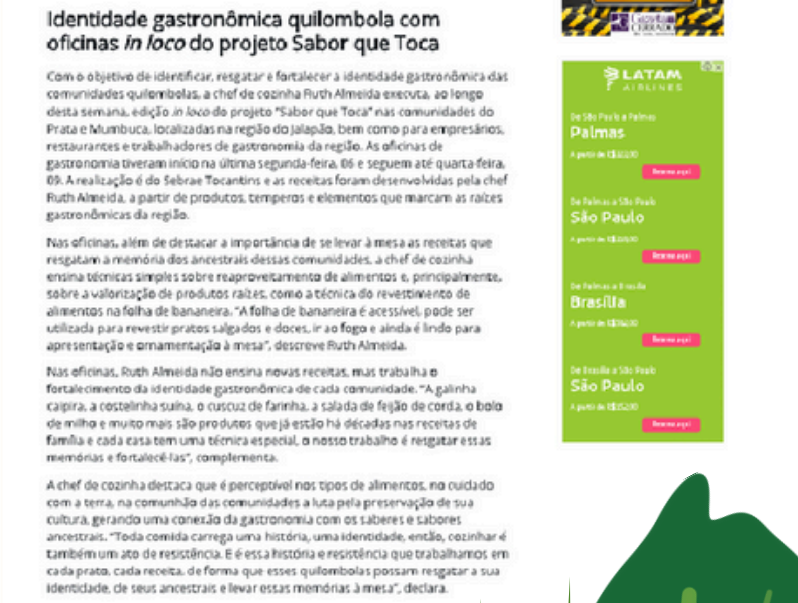 Identidade gastronômica quilombola com
oficinas in loco do projeto Sabor que Toca
Com o objetivo de identificar, resgatar e fortalecer a identidade gastronômica das
comunidades quilombolas, a chef de cozinha Ruth Almeida executa, ao longo
desta semana, edição in loco do projeto "Sabor que Toca" nas comunidades do
Prata e Mumbuca, localizadas na região do Jalapão, bem como para empresários,
restaurantes e trabalhadores de gastronomia da região. As oficinas de
gastronomia tiveram início na última segunda-feira, 06 e seguem até quarta-feira,
09. A realização é do Sebrae Tocantins e as receitas foram desenvolvidas pela chef
Ruth Almeida, a partir de produtos, temperos e elementos que marcam as raízes
gastronômicas da região.
Nas oficinas, além de destacar a importância de se levar à mesa as receitas que
resgatam a memória dos ancestrais dessas comunidades, a chef de cozinha
ensina técnicas simples sobre reaproveitamento de alimentos e, principalmente,
sobre a valorização de produtos raízes, como a técnica do revestimento de
alimentos na folha de bananeira. "A folha de bananeira é acessível, pode ser
utilizada para revestir pratos salgados e doces, ir ao fogo e ainda é lindo para
apresentação e ornamentação à mesa", descreve Ruth Almeida.
Nas oficinas, Ruth Almeida não ensina novas receitas, mas trabalha o
fortalecimento da identidade gastronômica de cada comunidade. "A galinha
caipira, a costelinha suína, o cuscuz de farinha, a salada de feijão de corda, o bolo
de milho e muito mais são produtos que já estão há décadas nas receitas de
família e cada casa tem uma técnica especial, o nosso trabalho é resgatar essas
memórias e fortalecê-las", complementa.
A chef de cozinha destaca que é perceptível nos tipos de alimentos, no cuidado
com a terra, na comunhão das comunidades a luta pela preservação de sua
cultura, gerando uma conexão da gastronomia com os saberes e sabores
ancestrais. "Toda comida carrega uma história, uma identidade, então, cozinhar é
também um ato de resistência. E é essa história e resistência que trabalhamos em
cada prato, cada receita, de forma que esses quilombolas possam resgatar a sua
identidade, de seus ancestrais e levar essas memórias à mesa", declara.
Gazeta
CERRADO
LATAM
AIRLINES
De São Paulo a Palmas
Palmas
A partir de
Reserve aqui
De Palmas a São Paulo
São Paulo
A partir de
Reserve aqui
De Palmas a Brasília
Brasília
A partir de
Reserve aqui
De Brasília a São Paulo
São Paulo
A partir de
Reserve aqui